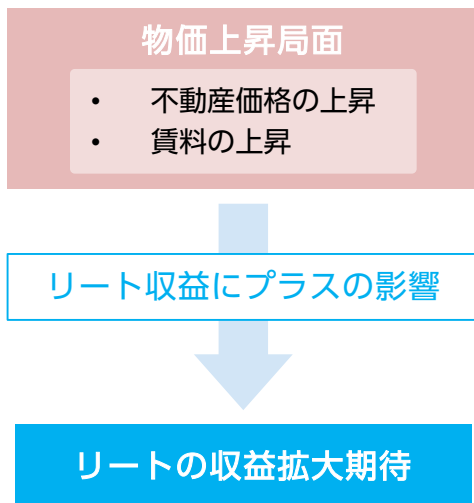 物価上昇局面
• 不動産価格の上昇
• 賃料の上昇
リート収益にプラスの影響
リートの収益拡大期待